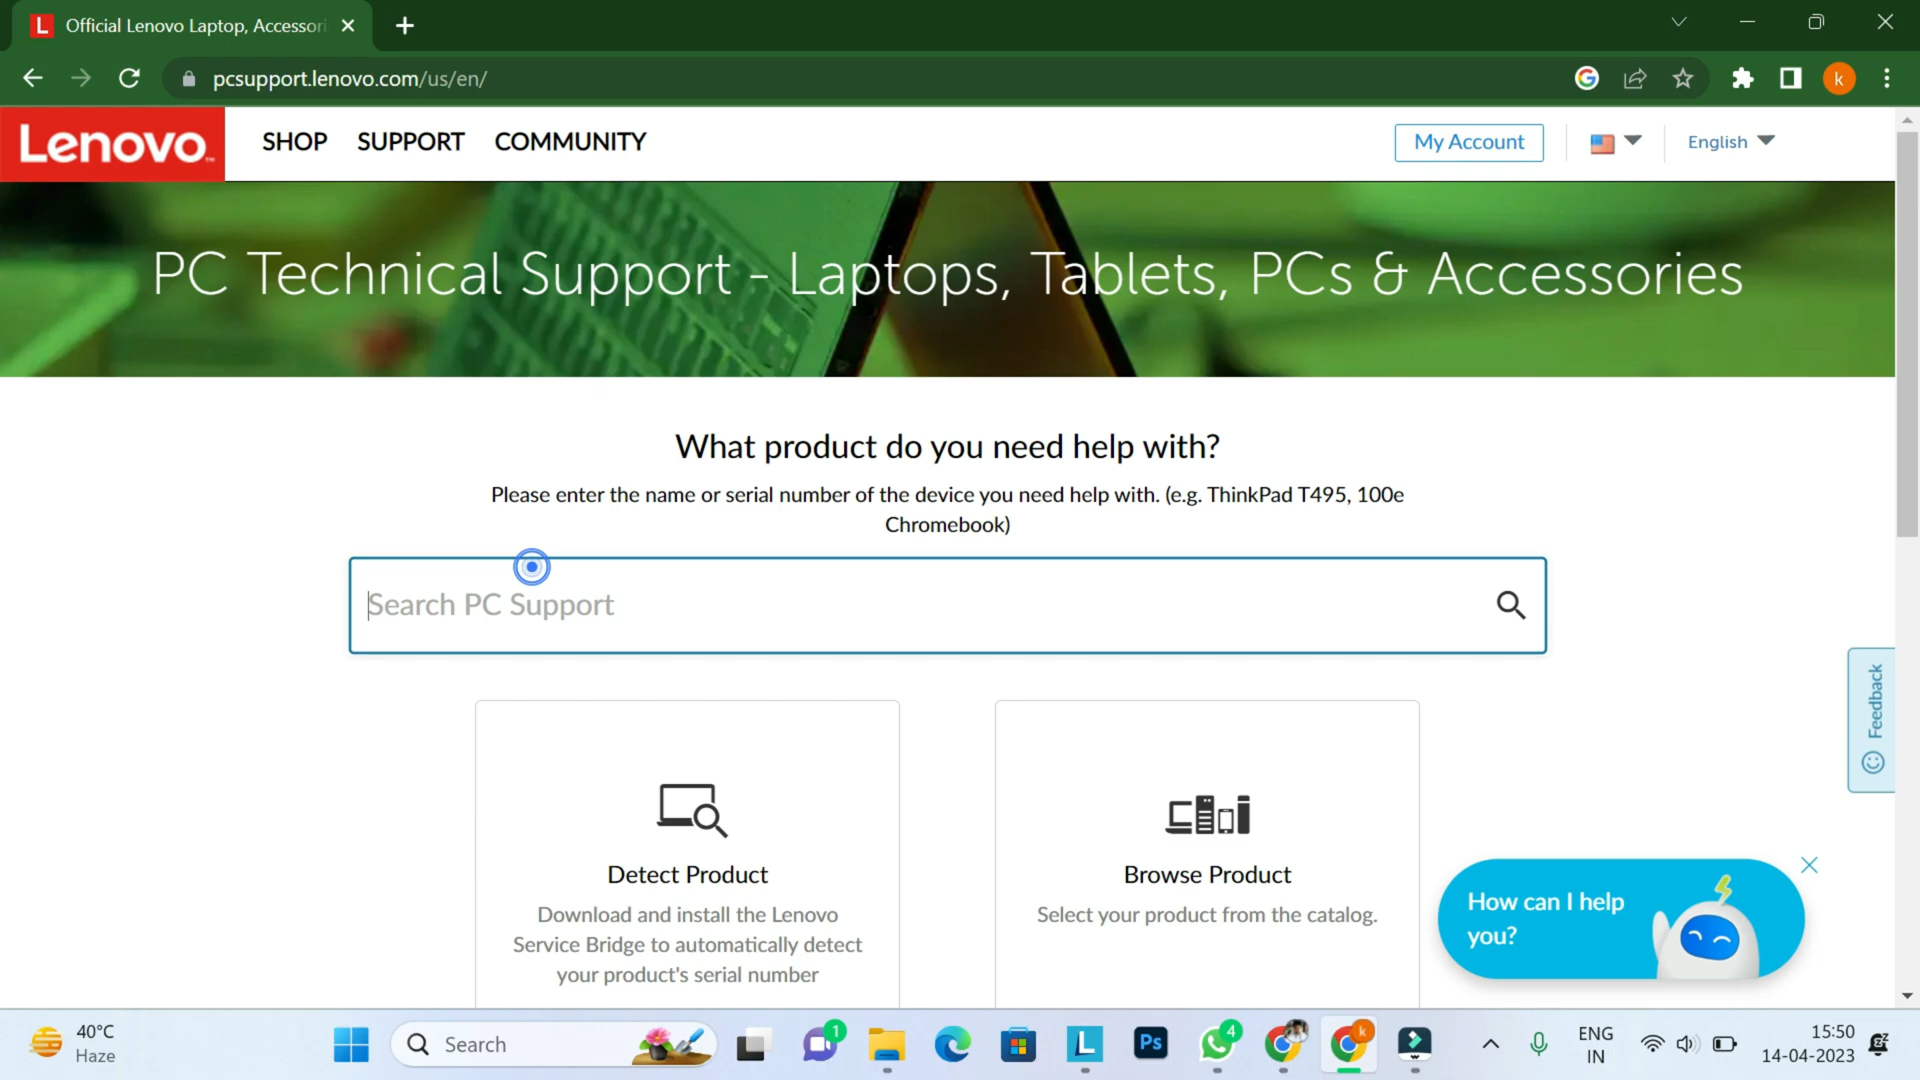 L Official Lenovo Laptop, Accessori
pcsupport.lenovo.com/us/en/
G
k
Lenovo™
SHOP SUPPORT COMMUNITY
My Account
English
PC Technical Support - Laptops, Tablets, PCs & Accessories
What product do you need help with?
Please enter the name or serial number of the device you need help with. (e.g. ThinkPad T495, 100e
Chromebook)
Search PC Support
Feedback
Detect Product
Download and install the Lenovo
Service Bridge to automatically detect
your product's serial number
Browse Product
Select your product from the catalog.
How can I help
you?
40°C
Haze
Search
1
L
Ps
4
k
ENG
IN
15:50
14-04-2023